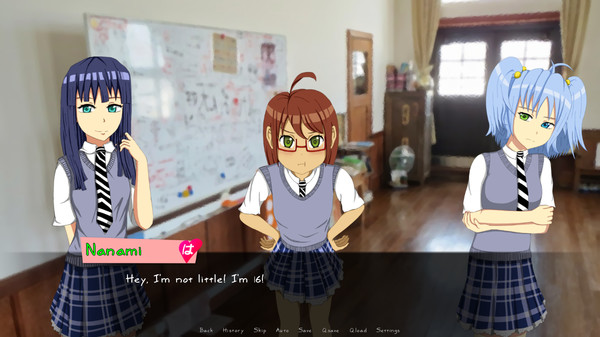 Nanami
は
Hey, I'm not little! I'm 16!
Back History Skip Auto Save Q.save Q.load Settings